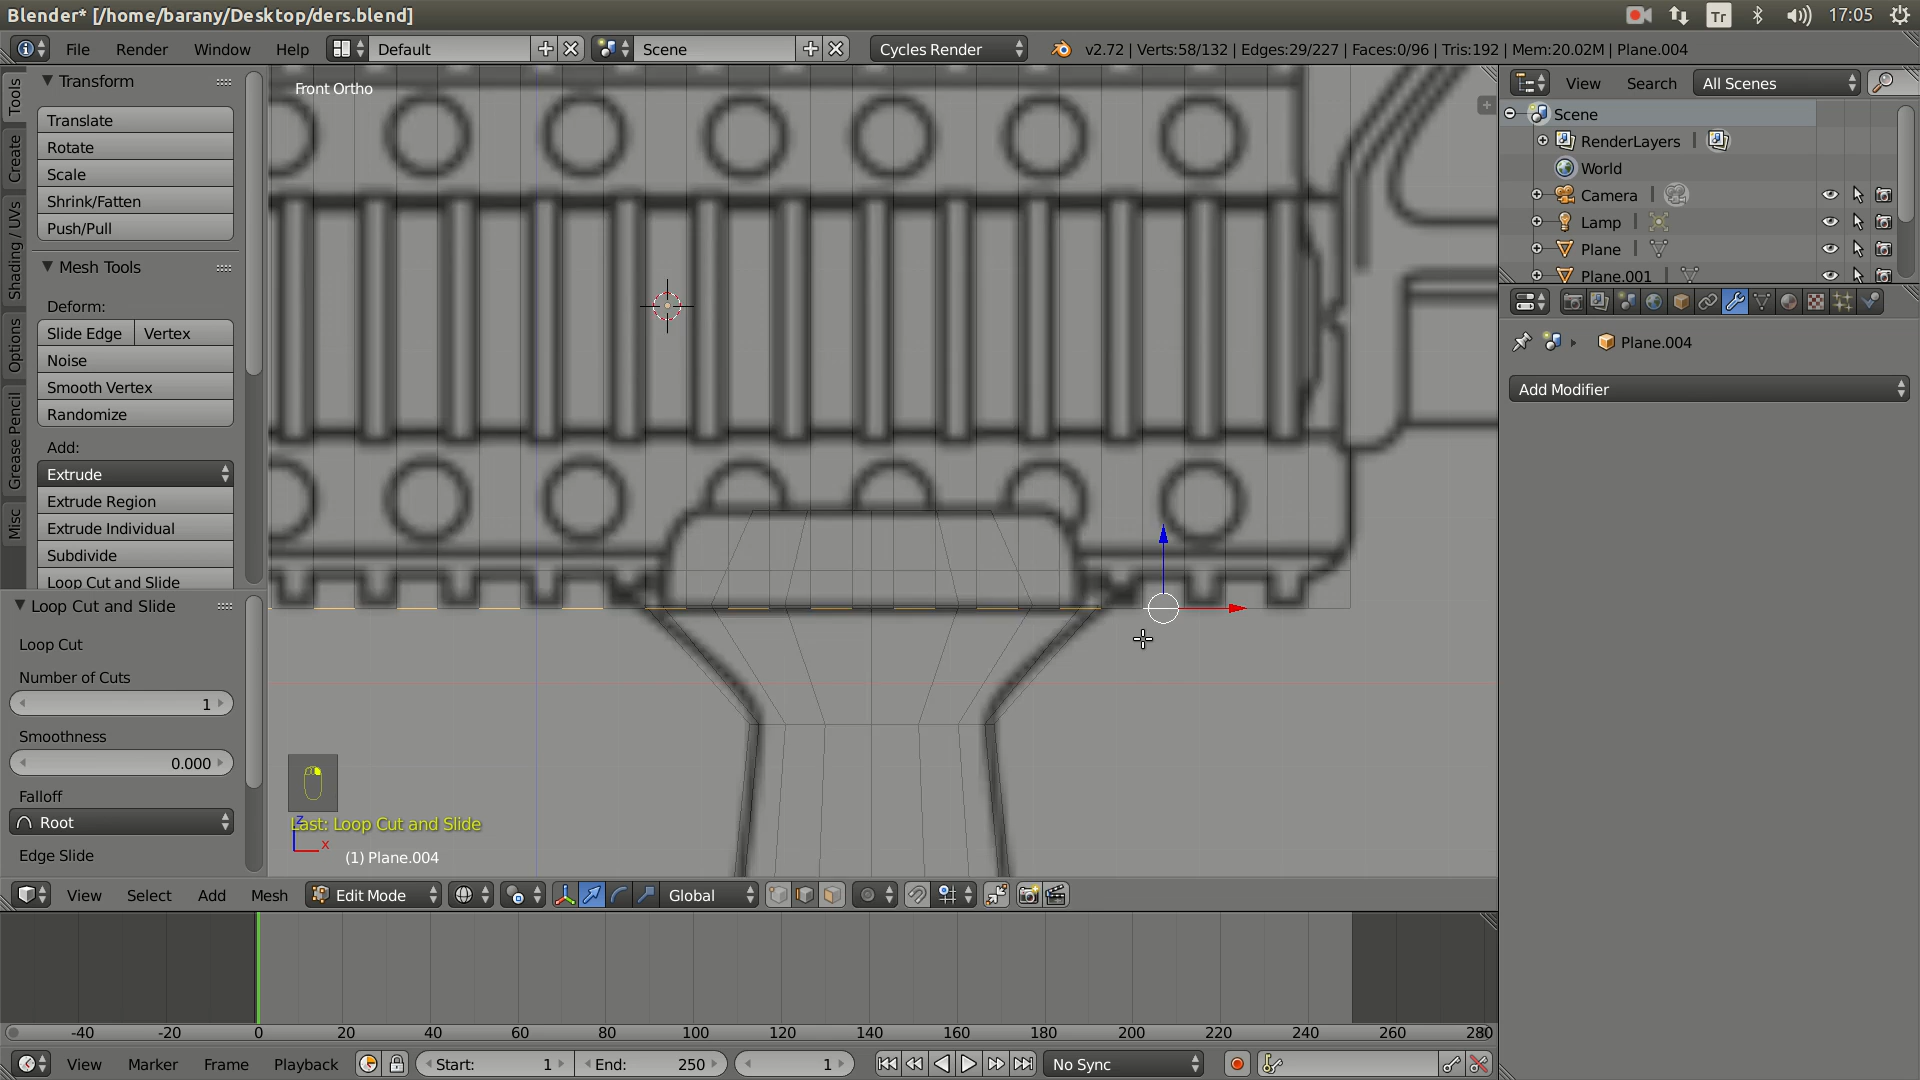 Blender* [/home/barany/Desktop/ders.blend]
Tr
17:05
File Render Window Help
Default
Scene
Cycles Render
v2.72 | Verts:58/132 | Edges:29/227 | Faces:0/96 | Tris:192 | Mem:20.02M | Plane.004
Tools
Create
Shading / UVs
Options
Grease Pencil
Misc
Transform
Translate
Rotate
Scale
Shrink/Fatten
Push/Pull
Mesh Tools
Deform:
Slide Edge
Vertex
Noise
Smooth Vertex
Randomize
Add:
Extrude
Extrude Region
Extrude Individual
Subdivide
Loop Cut and Slide
Loop Cut and Slide
Loop Cut
Number of Cuts
1
Smoothness
0.000
Falloff
Root
Edge Slide
Front Ortho
Last: Loop Cut and Slide
z
x
(1) Plane.004
View Select Add Mesh
Edit Mode
Global
View Search
All Scenes
Scene
RenderLayers |
World
Camera |
Lamp |
Plane |
Plane.001 |
Plane.004
Add Modifier
-40 -20 0 20 40 60 80 100 120 140 160 180 200 220 240 260 280
View Marker Frame Playback
Start: 1
End: 250
1
No Sync